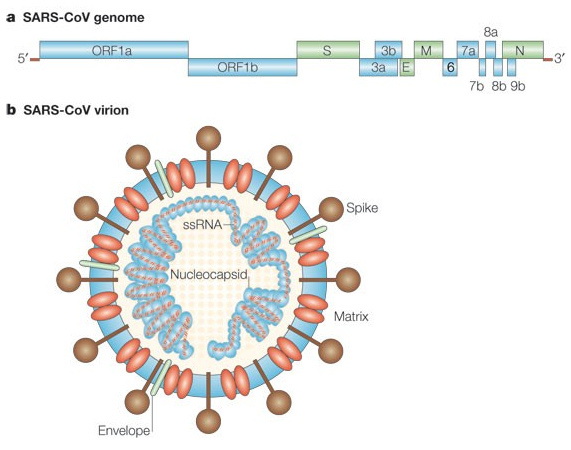 a SARS-CoV genome
8a
ORF1a S 3b M 7a N
5′ 3′
ORF1b 3a E 6
7b 8b 9b
b SARS-CoV virion
Spike
ssRNA
Nucleocapsid
Matrix
Envelope